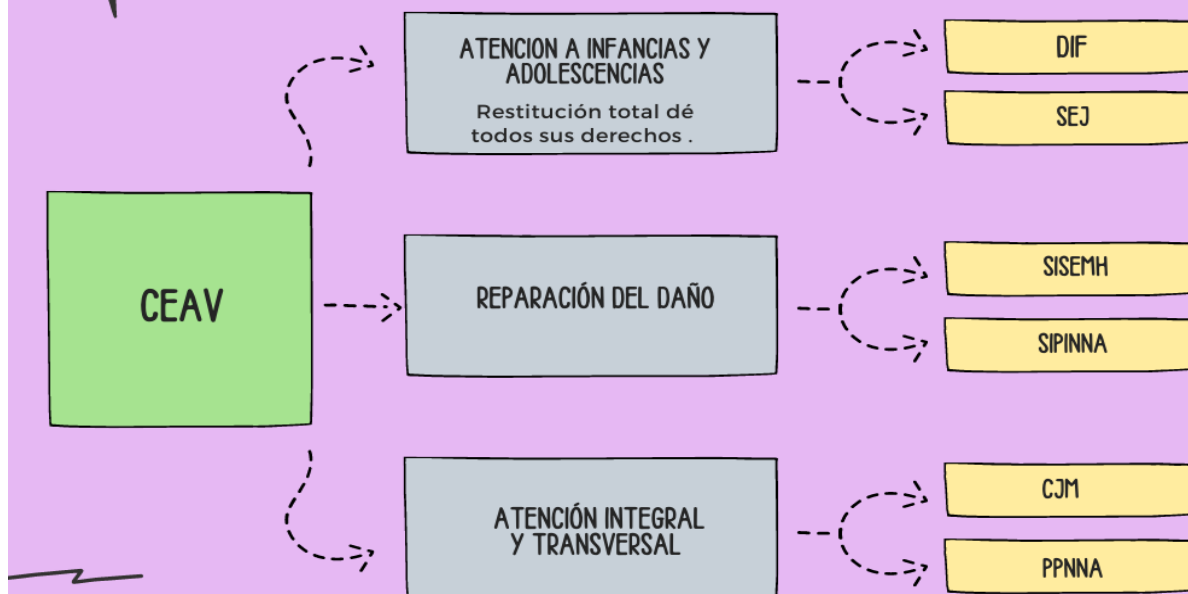 CEAV
ATENCION A INFANCIAS Y
ADOLESCENCIAS
Restitución total dé
todos sus derechos .
DIF
SEJ
REPARACIÓN DEL DAÑO
SISEMH
SIPINNA
ATENCIÓN INTEGRAL
Y TRANSVERSAL
CJM
PPNNA